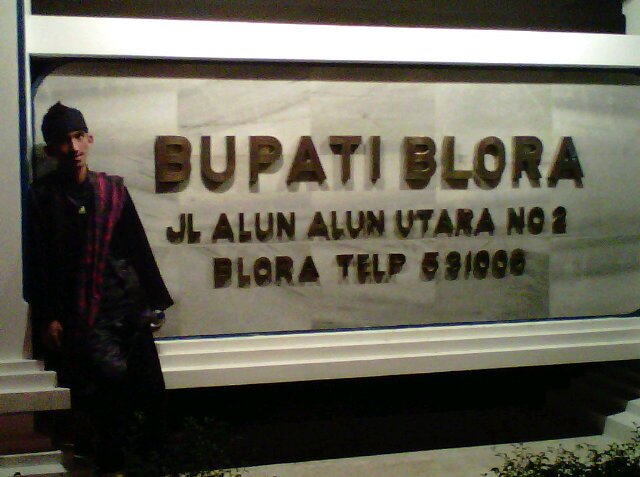 BUPATI BLORA
JL ALUN ALUN UTARA NO 2
BLORA TELP 531006